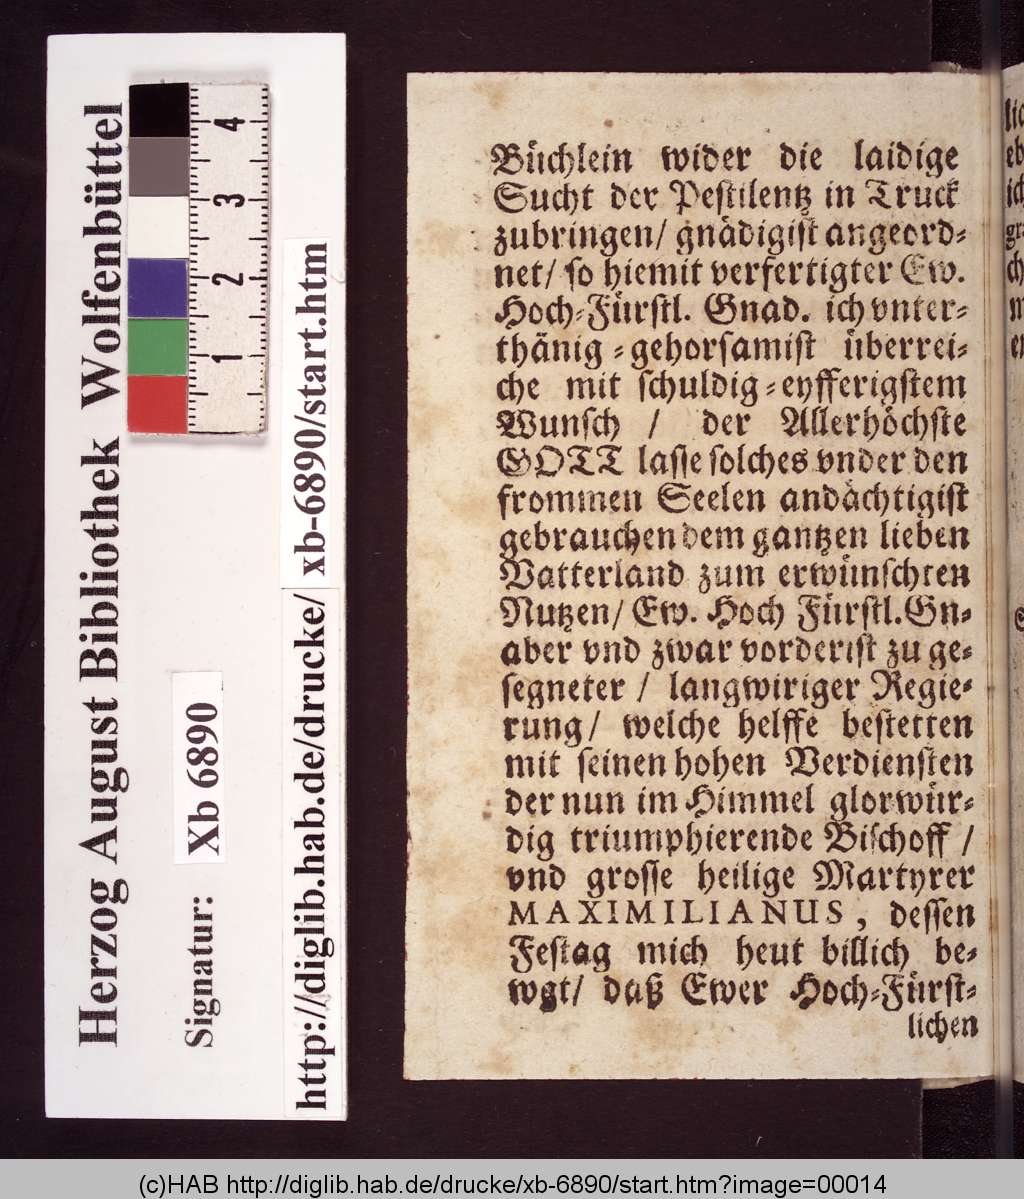 Herzog August Bibliothek Wolfenbüttel
Signatur: Xb 6890
http://diglib.hab.de/drucke/ xb-6890/start.htm
1 2 3 4
Büchlein wider die laidige
Sucht der Pestilentz in Truck
zubringen/ gnädigist angeord-
net/ so hiemit verfertigter Ew.
Hoch-Fürstl. Gnad. ich vnter-
thänig-gehorsamist überrei-
che mit schuldig-eyfferigstem
Wunsch / der Allerhöchste
GOTT lasse solches vnder den
frommen Seelen andächtigist
gebrauchen dem gantzen lieben
Vatterland zum erwünschten
Nutzen/ Ew. Hoch Fürstl. Gn.
aber vnd zwar vorderist zu ge-
segneter / langwiriger Regie-
rung/ welche helffe bestetten
mit seinen hohen Verdiensten
der nun im Himmel glorwür-
dig triumphierende Bischoff /
vnd grosse heilige Martyrer
MAXIMILIANUS, dessen
Festag mich heut billich be-
wgt/ daß Ewer Hoch-Fürst-
lichen
(c)HAB http://diglib.hab.de/drucke/xb-6890/start.htm?image=00014